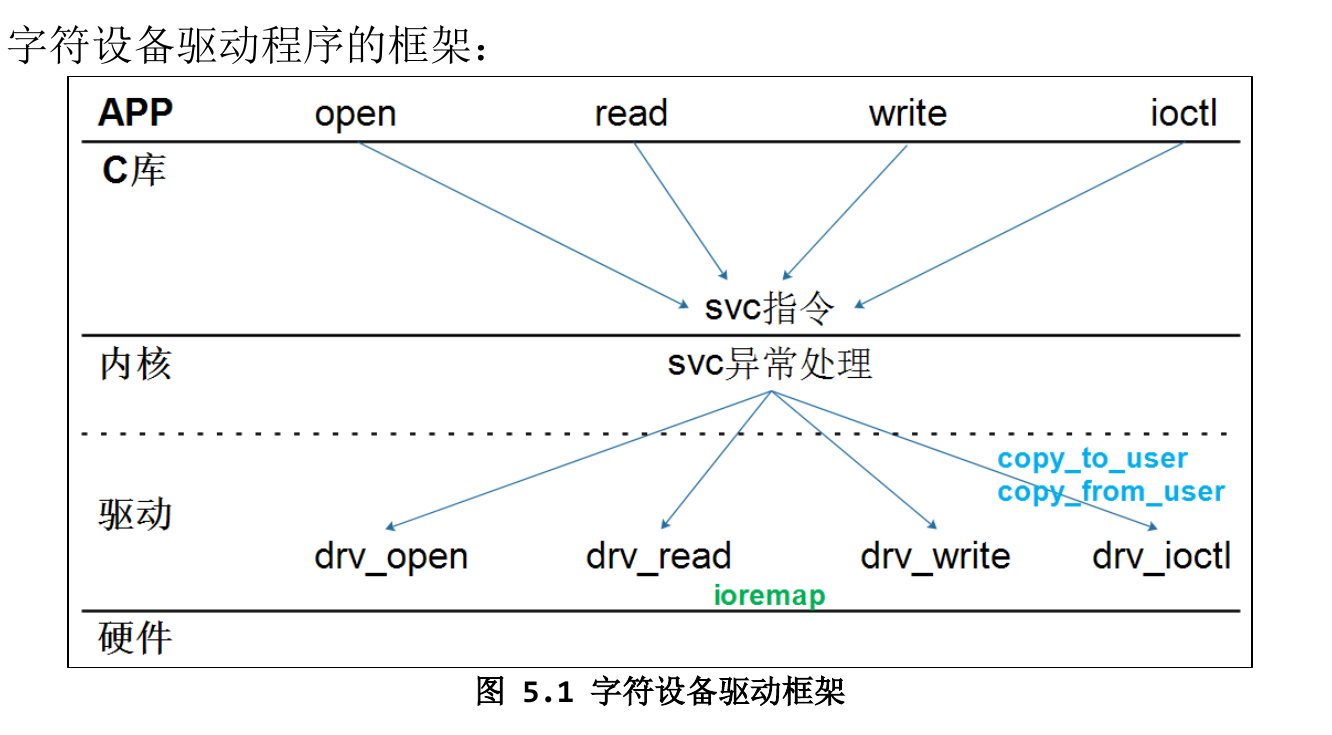 字符设备驱动程序的框架：
APP open read write ioctl
C库
svc指令
内核 svc异常处理
copy_to_user
copy_from_user
驱动
drv_open drv_read drv_write drv_ioctl
ioremap
硬件
图 5.1 字符设备驱动框架